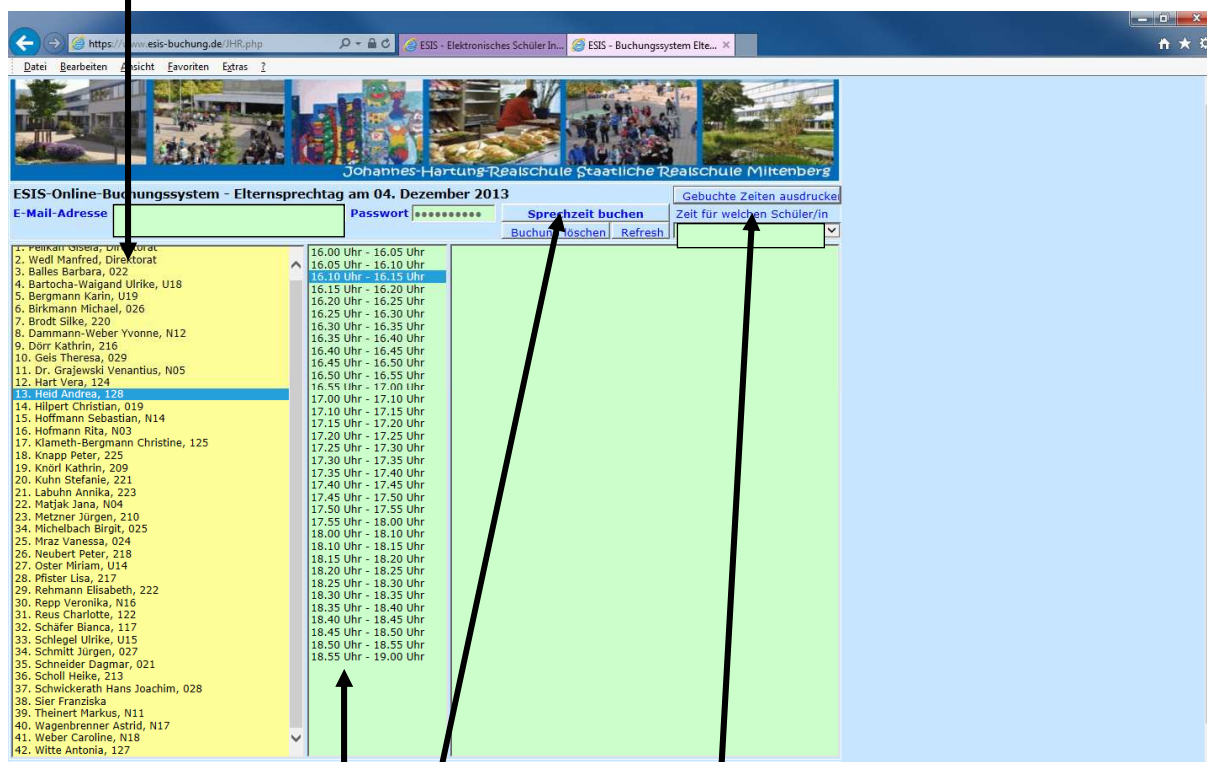 https://www.esis-buchung.de/JHR.php
ESIS - Elektronisches Schüler In...
ESIS - Buchungssystem Elte...
Datei Bearbeiten Ansicht Favoriten Extras ?
Johannes-Hartung-Realschule Staatliche Realschule Miltenberg
ESIS-Online-Buchungssystem - Elternsprechtag am 04. Dezember 2013
Gebuchte Zeiten ausdrucken
E-Mail-Adresse
Passwort
Sprechzeit buchen
Zeit für welchen Schüler/in
Buchung löschen
Refresh
1. Pelikan Gisela, Direktorat
2. Wedl Manfred, Direktorat
3. Balles Barbara, 022
4. Bartocha-Waigand Ulrike, U18
5. Bergmann Karin, U19
6. Birkmann Michael, 026
7. Brodt Silke, 220
8. Dammann-Weber Yvonne, N12
9. Dörr Kathrin, 216
10. Geis Theresa, 029
11. Dr. Grajewski Venantius, N05
12. Hart Vera, 124
13. Heid Andrea, 128
14. Hilpert Christian, 019
15. Hoffmann Sebastian, N14
16. Hofmann Rita, N03
17. Klameth-Bergmann Christine, 125
18. Knapp Peter, 225
19. Knörl Kathrin, 209
20. Kuhn Stefanie, 221
21. Labuhn Annika, 223
22. Matjak Jana, N04
23. Metzner Jürgen, 210
34. Michelbach Birgit, 025
25. Mraz Vanessa, 024
26. Neubert Peter, 218
27. Oster Miriam, U14
28. Pfister Lisa, 217
29. Rehmann Elisabeth, 222
30. Repp Veronika, N16
31. Reus Charlotte, 122
32. Schäfer Bianca, 117
33. Schlegel Ulrike, U15
34. Schmitt Jürgen, 027
35. Schneider Dagmar, 021
36. Scholl Heike, 213
37. Schwickerath Hans Joachim, 028
38. Sier Franziska
39. Theinert Markus, N11
40. Wagenbrenner Astrid, N17
41. Weber Caroline, N18
42. Witte Antonia, 127
16.00 Uhr - 16.05 Uhr
16.05 Uhr - 16.10 Uhr
16.10 Uhr - 16.15 Uhr
16.15 Uhr - 16.20 Uhr
16.20 Uhr - 16.25 Uhr
16.25 Uhr - 16.30 Uhr
16.30 Uhr - 16.35 Uhr
16.35 Uhr - 16.40 Uhr
16.40 Uhr - 16.45 Uhr
16.45 Uhr - 16.50 Uhr
16.50 Uhr - 16.55 Uhr
16.55 Uhr - 17.00 Uhr
17.00 Uhr - 17.10 Uhr
17.10 Uhr - 17.15 Uhr
17.15 Uhr - 17.20 Uhr
17.20 Uhr - 17.25 Uhr
17.25 Uhr - 17.30 Uhr
17.30 Uhr - 17.35 Uhr
17.35 Uhr - 17.40 Uhr
17.40 Uhr - 17.45 Uhr
17.45 Uhr - 17.50 Uhr
17.50 Uhr - 17.55 Uhr
17.55 Uhr - 18.00 Uhr
18.00 Uhr - 18.10 Uhr
18.10 Uhr - 18.15 Uhr
18.15 Uhr - 18.20 Uhr
18.20 Uhr - 18.25 Uhr
18.25 Uhr - 18.30 Uhr
18.30 Uhr - 18.35 Uhr
18.35 Uhr - 18.40 Uhr
18.40 Uhr - 18.45 Uhr
18.45 Uhr - 18.50 Uhr
18.50 Uhr - 18.55 Uhr
18.55 Uhr - 19.00 Uhr